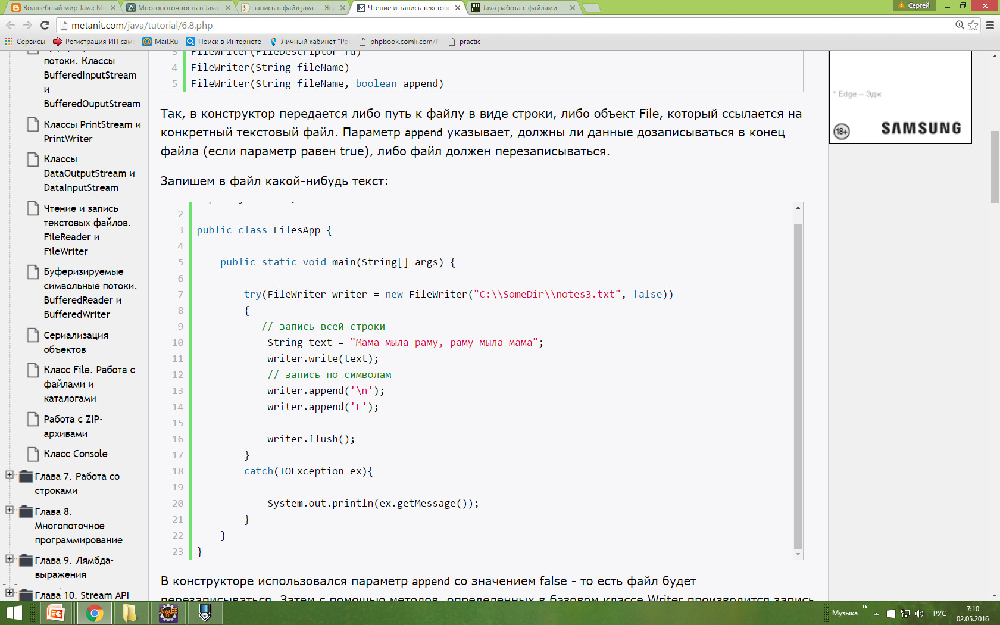 Волшебный мир Java: М
Многопоточность в Java
запись в файл java — Ян
Чтение и запись текстов
Java работа с файлами
Сергей
metanit.com/java/tutorial/6.8.php
Сервисы
Регистрация ИП сам
Mail.Ru
Поиск в Интернете
Личный кабинет "Ро
phpbook.comli.com/P
practic
потоки. Классы
BufferedInputStream
и
BufferedOuputStream
Классы PrintStream и
PrintWriter
Классы
DataOutputStream и
DataInputStream
Чтение и запись
текстовых файлов.
FileReader и
FileWriter
Буферизируемые
символьные потоки.
BufferedReader и
BufferedWriter
Сериализация
объектов
Класс File. Работа с
файлами и
каталогами
Работа с ZIP-
архивами
Класс Console
Глава 7. Работа со
строками
Глава 8.
Многопоточное
программирование
Глава 9. Лямбда-
выражения
Глава 10. Stream API
3 FileWriter(FileDescriptor fd)
4 FileWriter(String fileName)
5 FileWriter(String fileName, boolean append)
Так, в конструктор передается либо путь к файлу в виде строки, либо объект File, который ссылается на
конкретный текстовый файл. Параметр append указывает, должны ли данные дозаписываться в конец
файла (если параметр равен true), либо файл должен перезаписываться.
Запишем в файл какой-нибудь текст:
2
3 public class FilesApp {
4
5 public static void main(String[] args) {
6
7 try(FileWriter writer = new FileWriter("C:\\SomeDir\\notes3.txt", false))
8 {
9 // запись всей строки
10 String text = "Мама мыла раму, раму мыла мама";
11 writer.write(text);
12 // запись по символам
13 writer.append('\n');
14 writer.append('E');
15
16 writer.flush();
17 }
18 catch(IOException ex){
19
20 System.out.println(ex.getMessage());
21 }
22 }
23 }
В конструкторе использовался параметр append со значением false - то есть файл будет
перезаписываться. Затем с помощью методов, определенных в базовом классе Writer производится запись
* Edge – Эдж
18+
SAMSUNG
Java EE
IDE
Музыка
»
РУС
7:10
02.05.2016